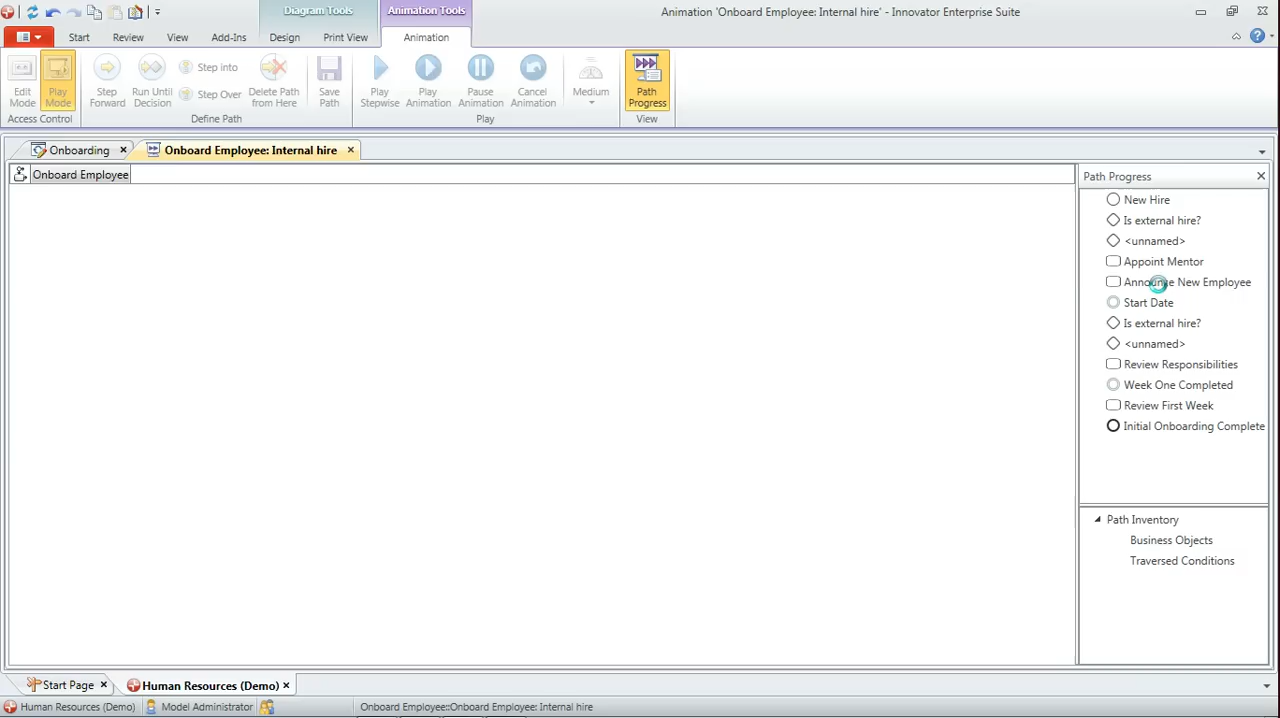 Diagram Tools
Animation Tools
Animation 'Onboard Employee: Internal hire' - Innovator Enterprise Suite
Start
Review
View
Add-Ins
Design
Print View
Animation
Edit Mode
Play Mode
Step Forward
Run Until Decision
Step into
Step Over
Delete Path from Here
Save Path
Play Stepwise
Play Animation
Pause Animation
Cancel Animation
Medium
Path Progress
Access Control
Define Path
Play
View
Onboarding
Onboard Employee: Internal hire
Onboard Employee
Path Progress
New Hire
Is external hire?
<unnamed>
Appoint Mentor
Announce New Employee
Start Date
Is external hire?
<unnamed>
Review Responsibilities
Week One Completed
Review First Week
Initial Onboarding Complete
Path Inventory
Business Objects
Traversed Conditions
Start Page
Human Resources (Demo)
Human Resources (Demo)
Model Administrator
Onboard Employee::Onboard Employee: Internal hire